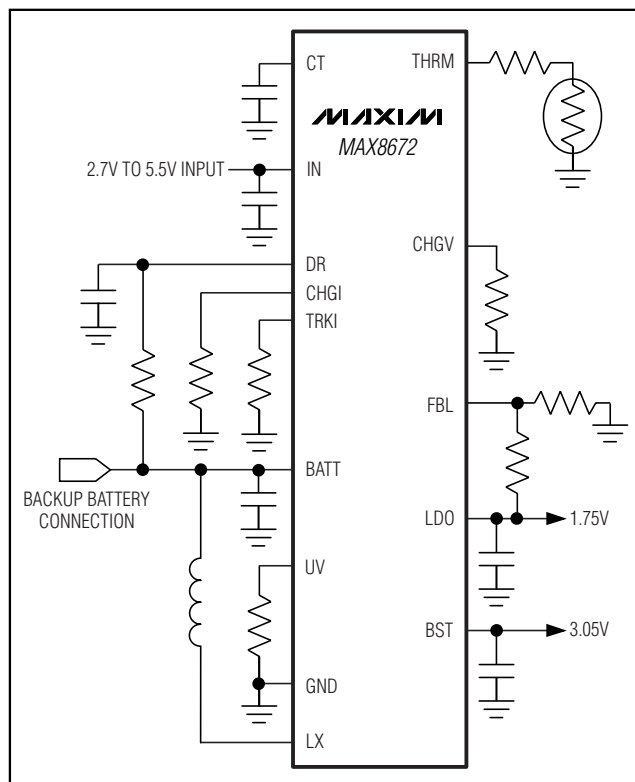 CT
THRM
MAXIM
MAX8672
2.7V TO 5.5V INPUT
IN
CHGV
DR
CHGI
TRKI
FBL
BATT
BACKUP BATTERY
CONNECTION
LDO
1.75V
UV
BST
3.05V
GND
LX